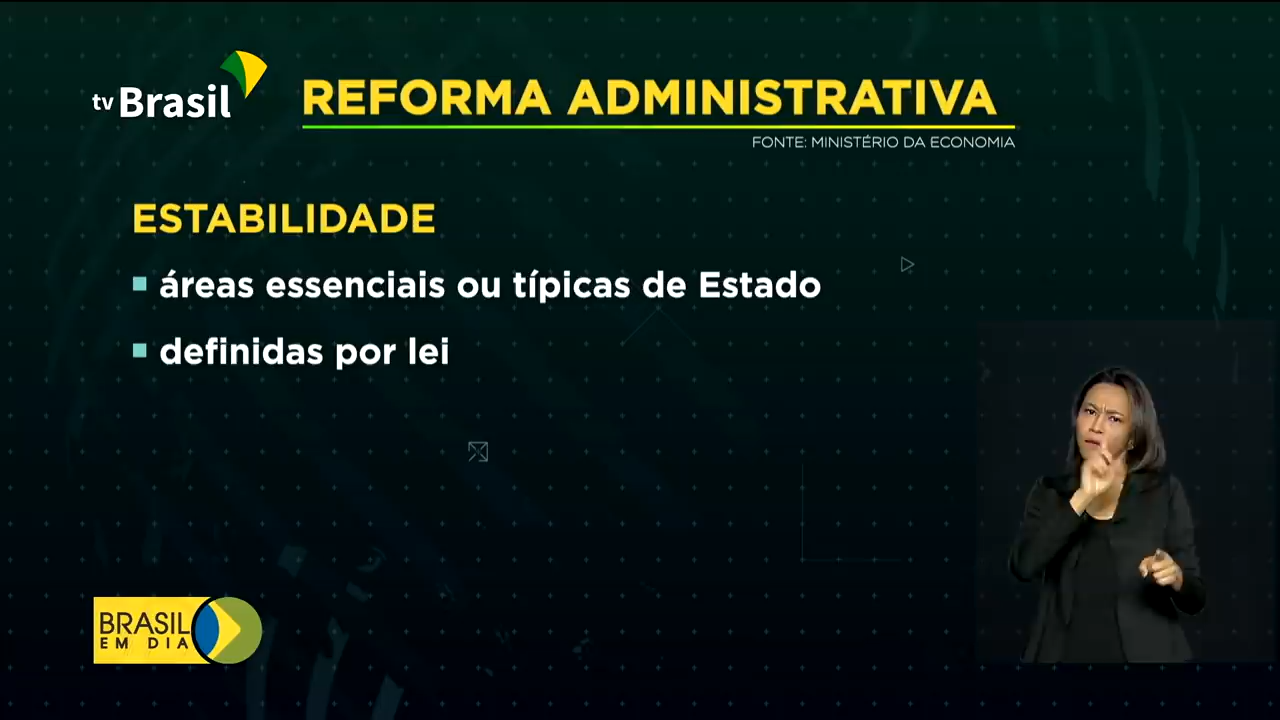 tv Brasil
REFORMA ADMINISTRATIVA
FONTE: MINISTÉRIO DA ECONOMIA
ESTABILIDADE
áreas essenciais ou típicas de Estado
definidas por lei
BRASIL
EM DIA